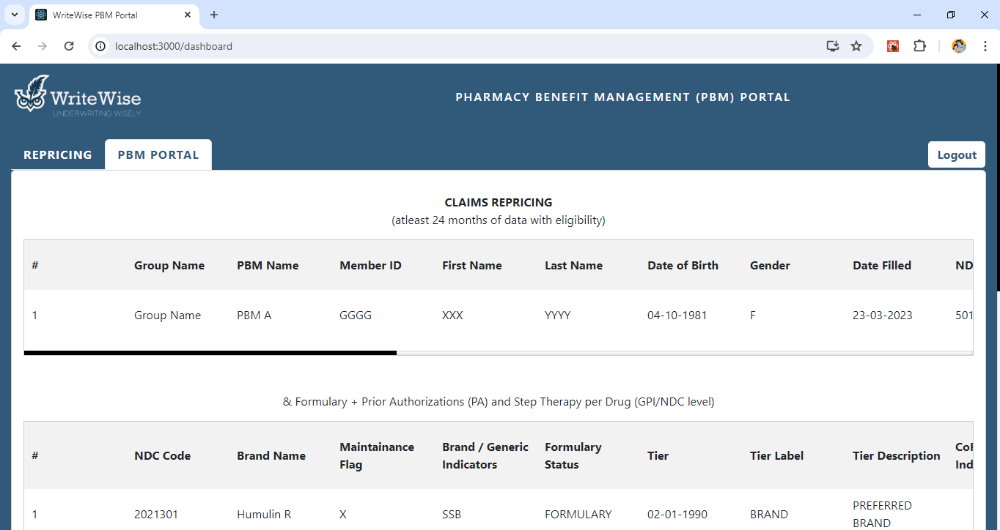 WriteWise PBM Portal
localhost:3000/dashboard
WriteWise
UNDERWRITING WISELY
PHARMACY BENEFIT MANAGEMENT (PBM) PORTAL
REPRICING
PBM PORTAL
Logout
CLAIMS REPRICING
(atleast 24 months of data with eligibility)
# Group Name PBM Name Member ID First Name Last Name Date of Birth Gender Date Filled ND
1 Group Name PBM A GGGG XXX YYYY 04-10-1981 F 23-03-2023 501
& Formulary + Prior Authorizations (PA) and Step Therapy per Drug (GPI/NDC level)
# NDC Code Brand Name Maintainance Flag Brand / Generic Indicators Formulary Status Tier Tier Label Tier Description Ind
1 2021301 Humulin R X SSB FORMULARY 02-01-1990 BRAND PREFERRED BRAND